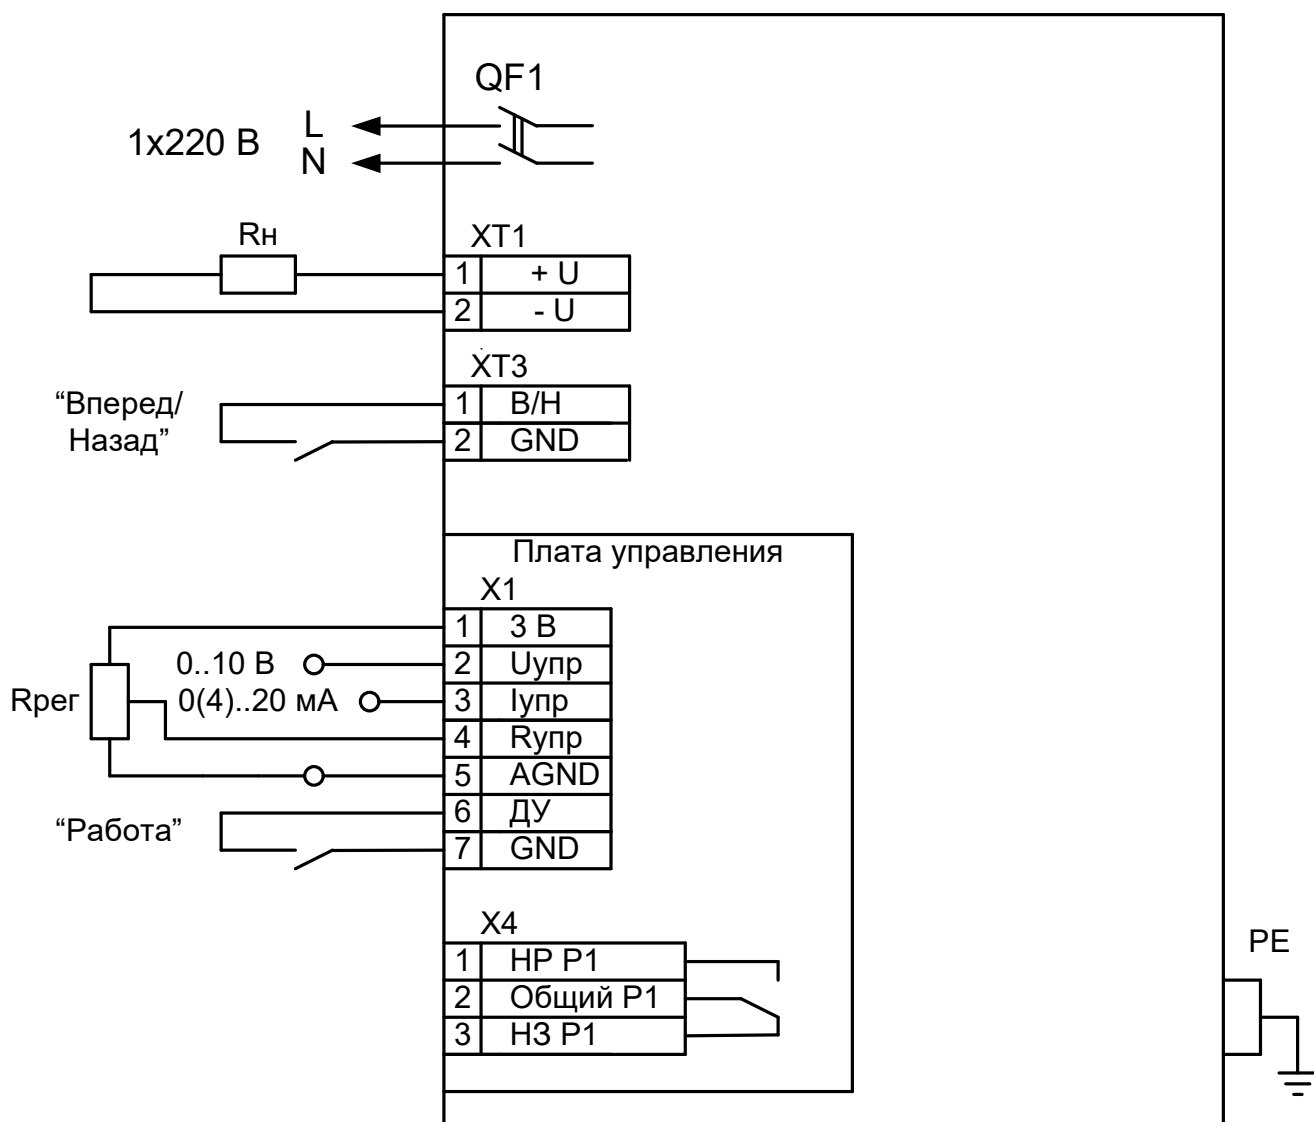 QF1
1x220 В
L
N
Rн
XT1
1 + U
2 - U
XT3
“Вперед/
Назад”
1 В/Н
2 GND
Плата управления
X1
1 3 В
0..10 В 2 Uупр
Rрег 0(4)..20 мА 3 Iупр
4 Rупр
5 AGND
“Работа” 6 ДУ
7 GND
X4
1 НР Р1
2 Общий Р1
3 НЗ Р1
PE